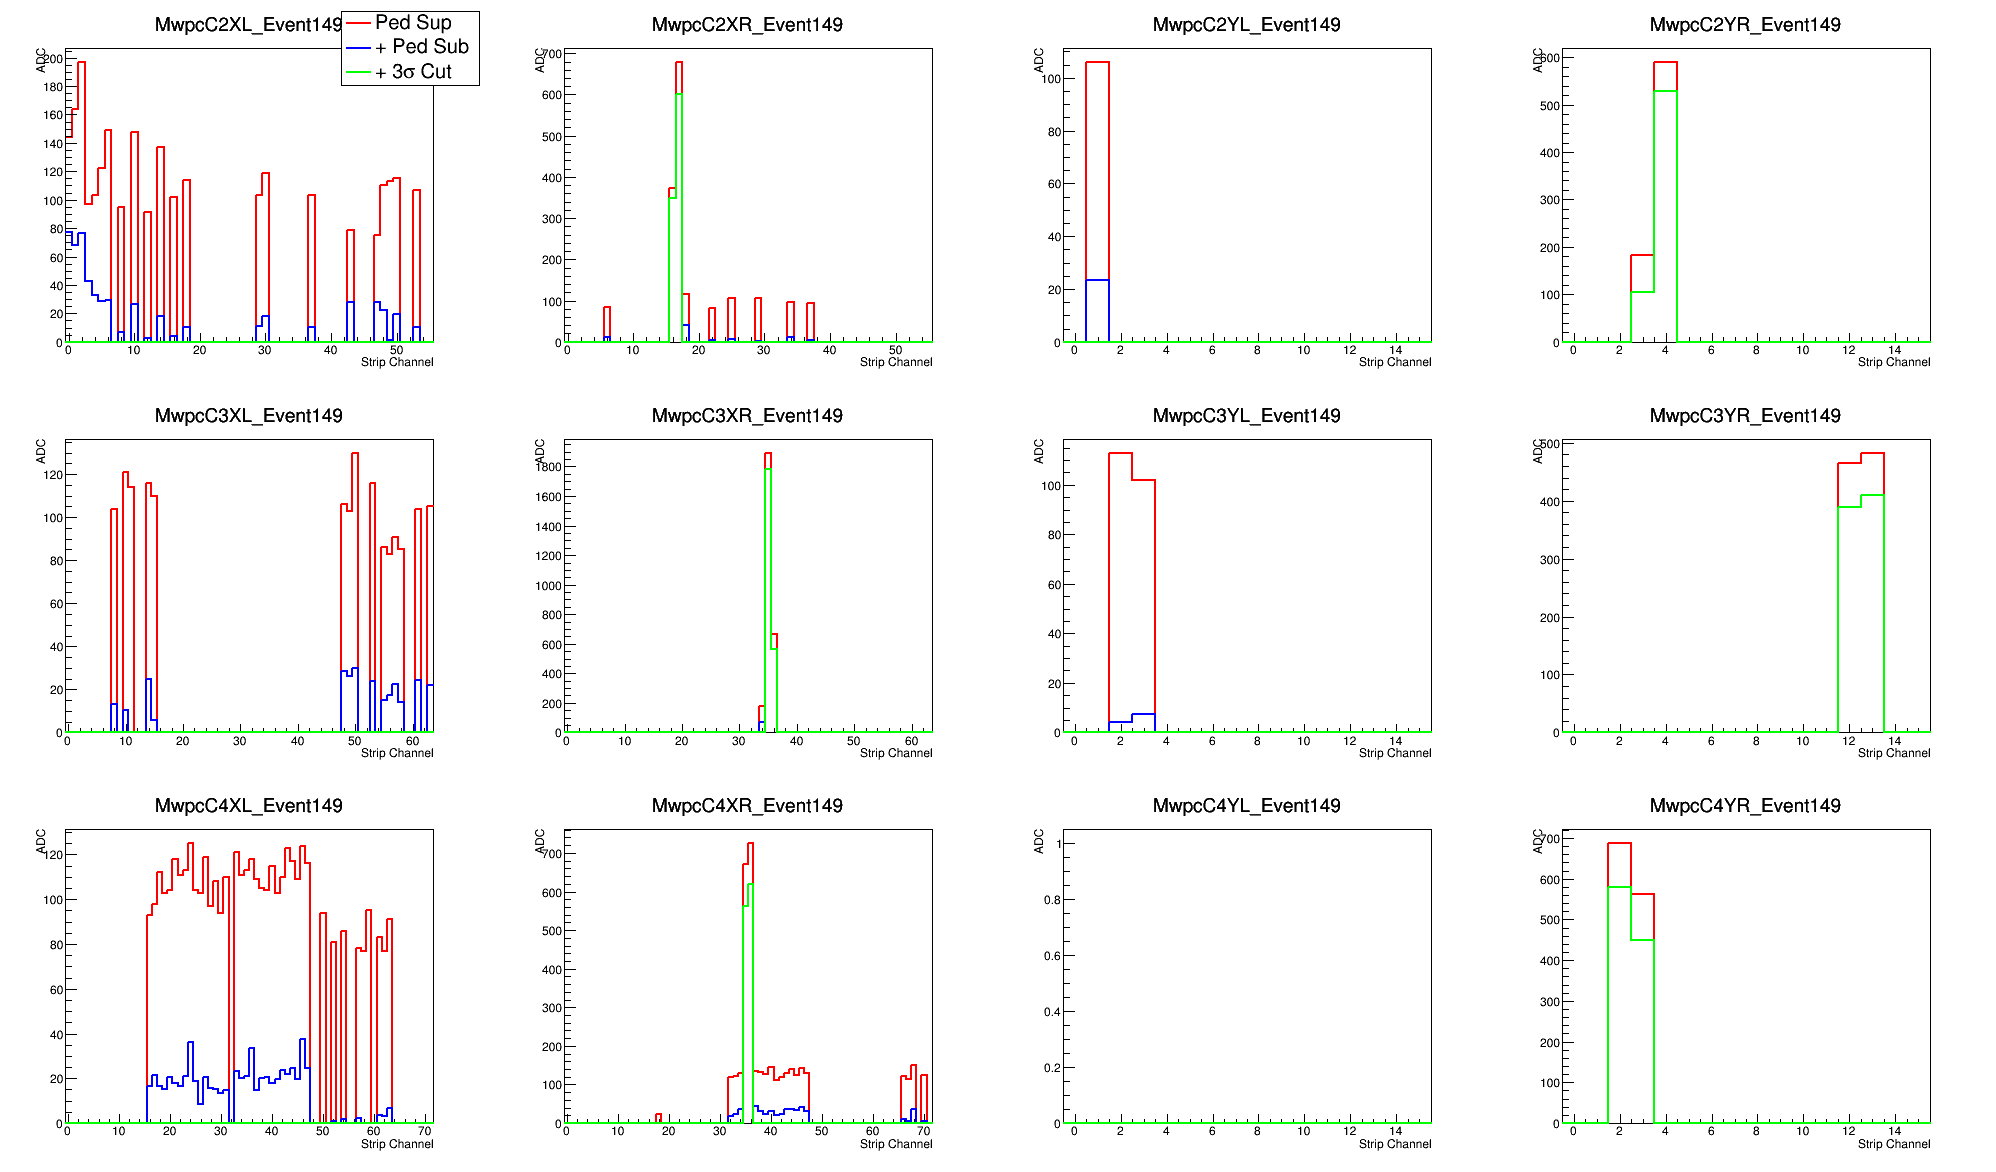 MwpcC2XL_Event149
Ped Sup
+ Ped Sub
+ 3σ Cut
ADC
200
180
160
140
120
100
80
60
40
20
0
0 10 20 30 40 50
Strip Channel
MwpcC2XR_Event149
ADC
700
600
500
400
300
200
100
0
0 10 20 30 40 50
Strip Channel
MwpcC2YL_Event149
ADC
100
80
60
40
20
0
0 2 4 6 8 10 12 14
Strip Channel
MwpcC2YR_Event149
ADC
600
500
400
300
200
100
0
0 2 4 6 8 10 12 14
Strip Channel
MwpcC3XL_Event149
ADC
120
100
80
60
40
20
0
0 10 20 30 40 50 60
Strip Channel
MwpcC3XR_Event149
ADC
1800
1600
1400
1200
1000
800
600
400
200
0
0 10 20 30 40 50 60
Strip Channel
MwpcC3YL_Event149
ADC
100
80
60
40
20
0
0 2 4 6 8 10 12 14
Strip Channel
MwpcC3YR_Event149
ADC
500
400
300
200
100
0
0 2 4 6 8 10 12 14
Strip Channel
MwpcC4XL_Event149
ADC
120
100
80
60
40
20
0
0 10 20 30 40 50 60 70
Strip Channel
MwpcC4XR_Event149
ADC
700
600
500
400
300
200
100
0
0 10 20 30 40 50 60 70
Strip Channel
MwpcC4YL_Event149
ADC
1
0.8
0.6
0.4
0.2
0
0 2 4 6 8 10 12 14
Strip Channel
MwpcC4YR_Event149
ADC
700
600
500
400
300
200
100
0
0 2 4 6 8 10 12 14
Strip Channel